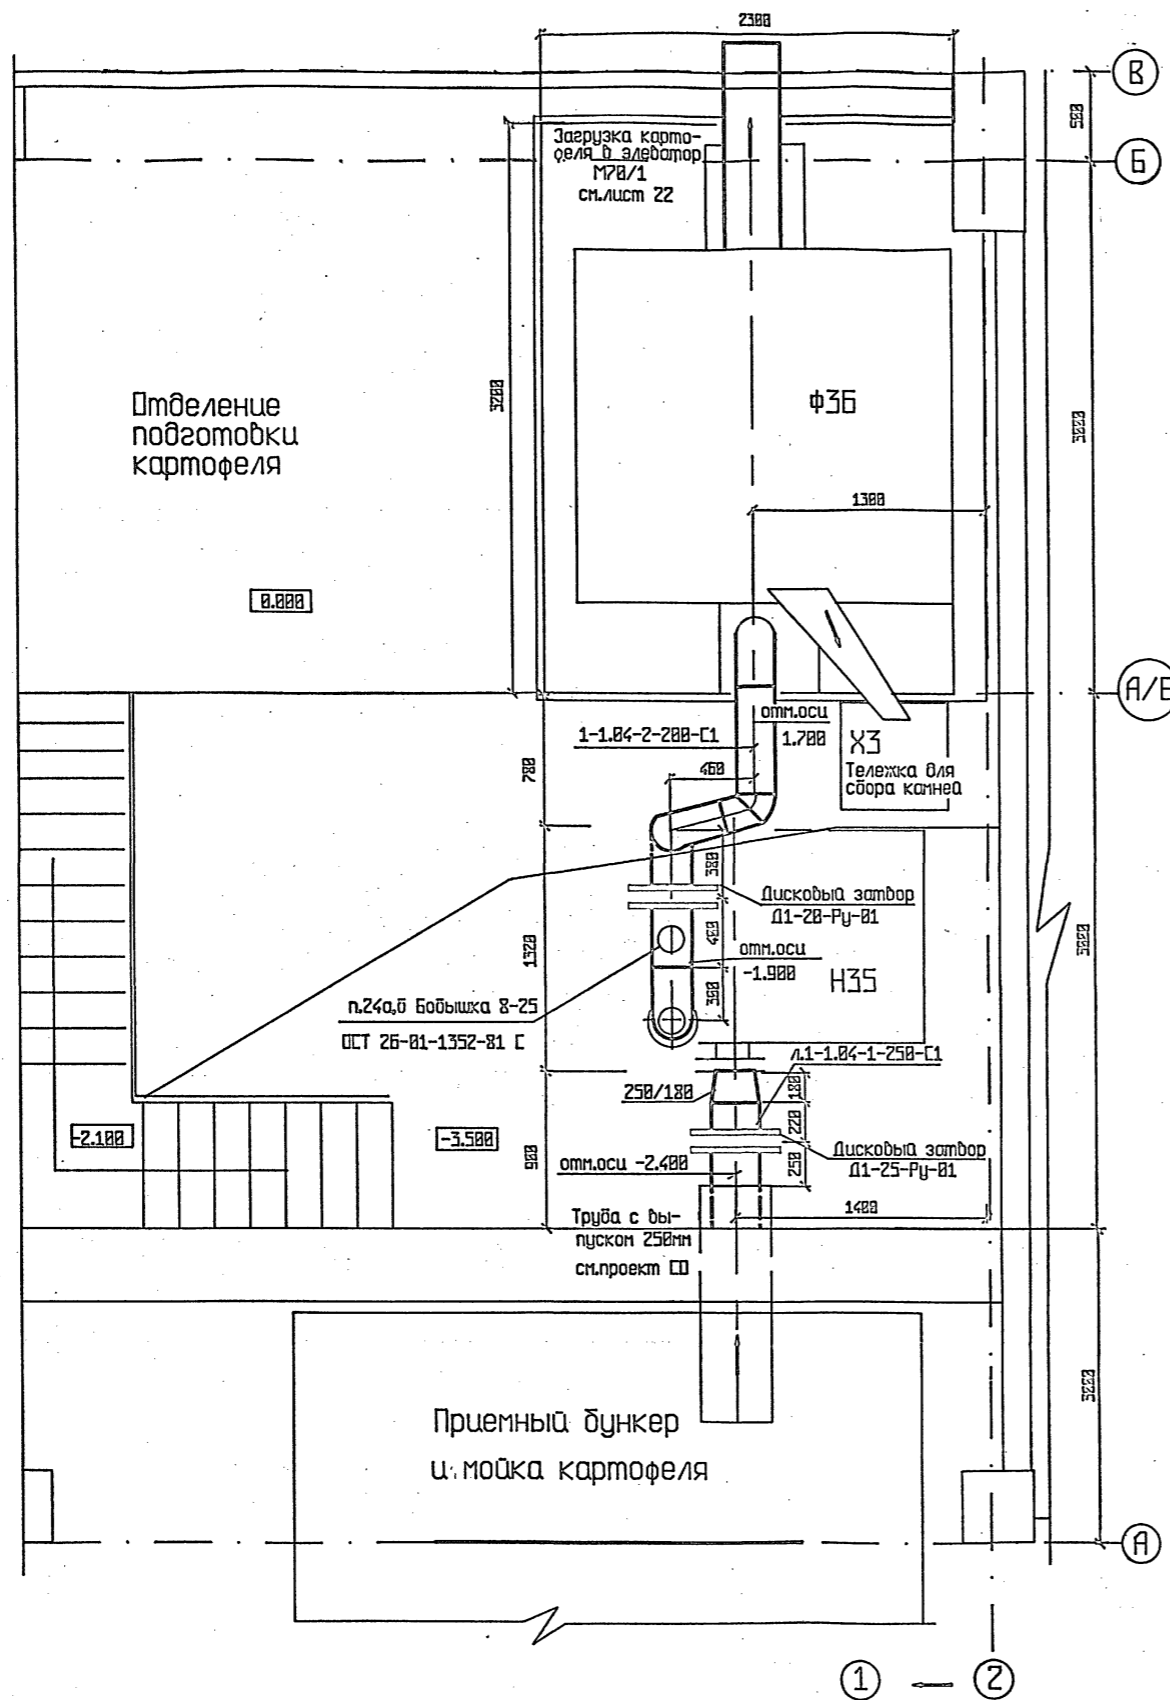 2300
В
500
Б
Загрузка карто-
феля в элеватор
М70/1
см.лист 22
3200
Отделение
подготовки
картофеля
ф3Б
3000
1300
0.000
А/Б
отм.оси
1.700
1-1.04-2-200-С1
Х3
Тележка для
сбора камней
780
460
380
Дисковый затвор
Д1-20-Ру-01
400
1320
отм.оси
-1.900
Н35
3000
300
п.24а,б Бобышка 8-25
ОСТ 26-01-1352-81 С
л.1-1.04-1-250-С1
250/180
180
220
-2.100
-3.500
900
отм.оси -2.400
250
Дисковый затвор
Д1-25-Ру-01
Труба с вы-
пуском 250мм
см.проект СО
1400
3000
Приемный бункер
и мойка картофеля
А
1
2